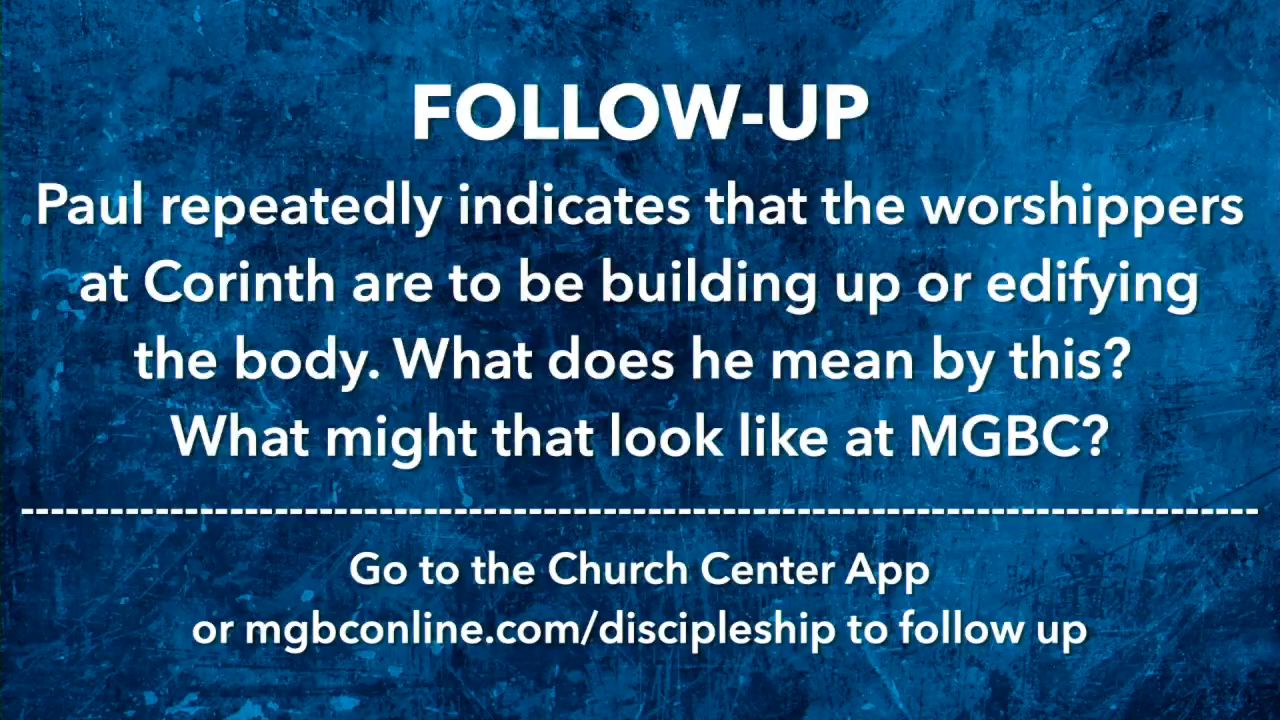 FOLLOW-UP
Paul repeatedly indicates that the worshippers
at Corinth are to be building up or edifying
the body. What does he mean by this?
What might that look like at MGBC?
Go to the Church Center App
or mgbconline.com/discipleship to follow up